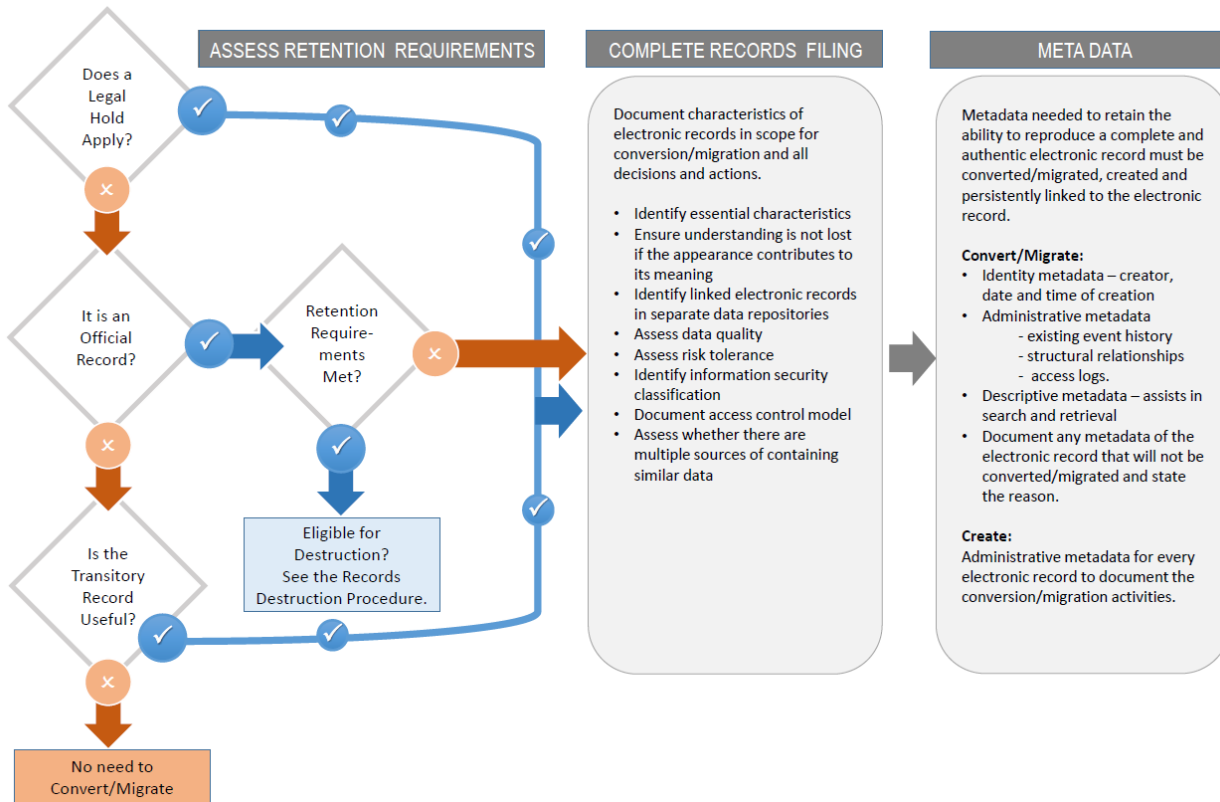 ASSESS RETENTION REQUIREMENTS
COMPLETE RECORDS FILING
META DATA
Does a
Legal
Hold
Apply?
It is an
Official
Record?
Retention
Require-
ments
Met?
Is the
Transitory
Record
Useful?
Eligible for
Destruction?
See the Records
Destruction Procedure.
No need to
Convert/Migrate
Document characteristics of
electronic records in scope for
conversion/migration and all
decisions and actions.
• Identify essential characteristics
• Ensure understanding is not lost
if the appearance contributes to
its meaning
• Identify linked electronic records
in separate data repositories
• Assess data quality
• Assess risk tolerance
• Identify information security
classification
• Document access control model
• Assess whether there are
multiple sources of containing
similar data
Metadata needed to retain the
ability to reproduce a complete and
authentic electronic record must be
converted/migrated, created and
persistently linked to the electronic
record.
Convert/Migrate:
• Identity metadata – creator,
date and time of creation
• Administrative metadata
- existing event history
- structural relationships
- access logs.
• Descriptive metadata – assists in
search and retrieval
• Document any metadata of the
electronic record that will not be
converted/migrated and state
the reason.
Create:
Administrative metadata for every
electronic record to document the
conversion/migration activities.